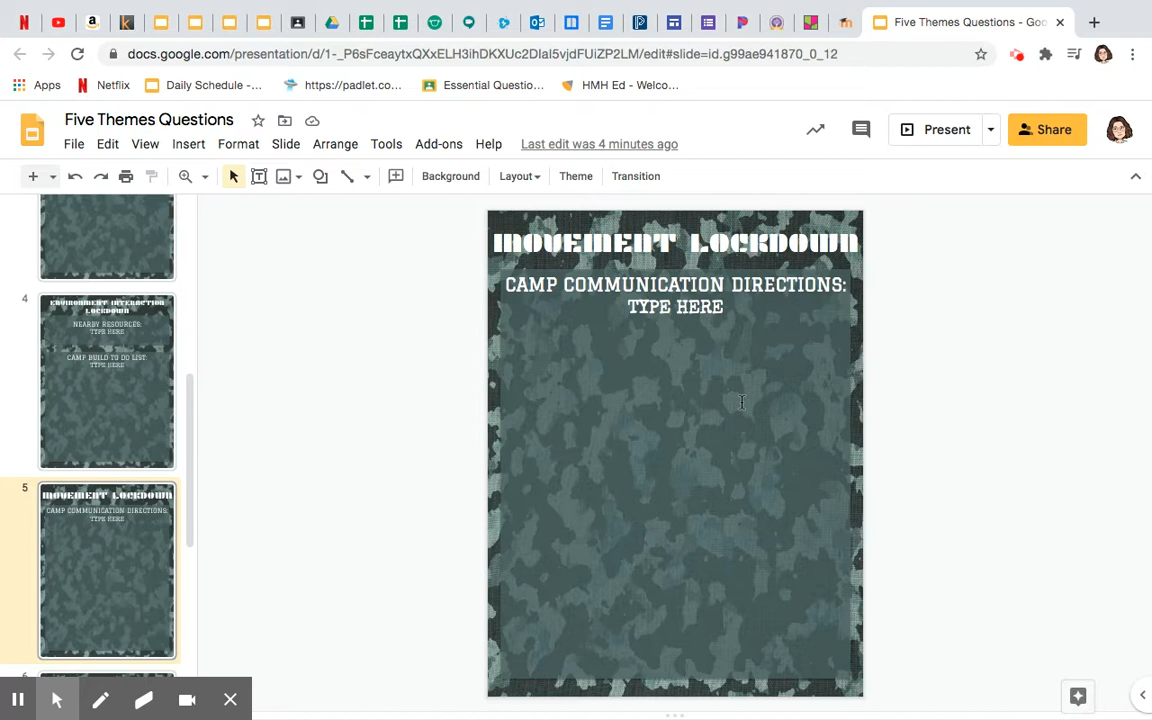 Five Themes Questions - Goo
docs.google.com/presentation/d/1-_P6sFceaytxQXxELH3ihDKXUc2DIaI5vjdFUiZP2LM/edit#slide=id.g99ae941870_0_12
Apps Netflix Daily Schedule -... https://padlet.co... Essential Questio... HMH Ed - Welco...
Five Themes Questions
File Edit View Insert Format Slide Arrange Tools Add-ons Help Last edit was 4 minutes ago
Present Share
Background Layout Theme Transition
4
ENVIRONMENT INTERACTION
LOCKDOWN
NEARBY RESOURCES:
TYPE HERE
CAMP BUILD TO DO LIST:
TYPE HERE
5
MOVEMENT LOCKDOWN
CAMP COMMUNICATION DIRECTIONS:
TYPE HERE
MOVEMENT LOCKDOWN
CAMP COMMUNICATION DIRECTIONS:
TYPE HERE